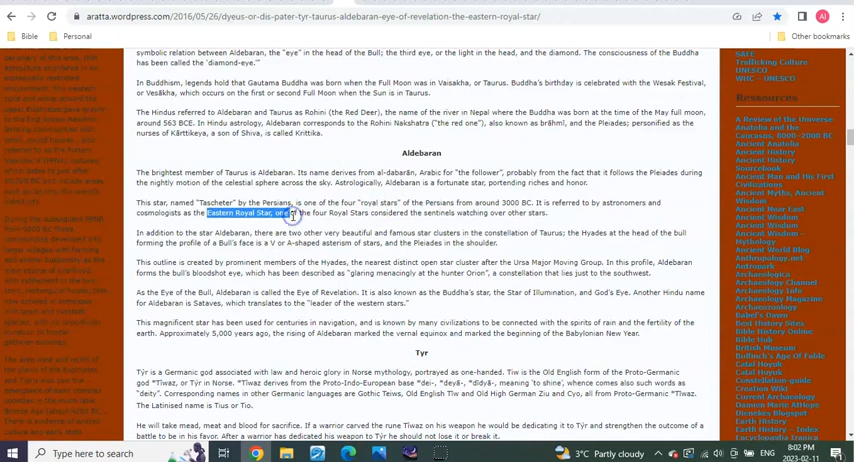 aratta.wordpress.com/2016/05/26/dyeus-or-dis-pater-tyr-taurus-aldebaran-eye-of-revelation-the-eastern-royal-star/
AI
Bible
Personal
Other bookmarks
symbolic relation between Aldebaran, the "eye" in the head of the Bull; the third eye, or the light in the head, and the diamond. The consciousness of the Buddha
has been called the 'diamond-eye.'"
In Buddhism, legends hold that Gautama Buddha was born when the Full Moon was in Vaisakha, or Taurus. Buddha's birthday is celebrated with the Wesak Festival,
or Vesākha, which occurs on the first or second Full Moon when the Sun is in Taurus.
The Hindus referred to Aldebaran and Taurus as Rohini (the Red Deer), the name of the river in Nepal where the Buddha was born at the time of the May full moon,
around 563 BCE. In Hindu astrology, Aldebaran corresponds to the Rohini Nakshatra ("the red one"), also known as brāhmī, and the Pleiades; personified as the
nurses of Kārttikeya, a son of Shiva, is called Krittika.
Aldebaran
The brightest member of Taurus is Aldebaran. Its name derives from al-dabarān, Arabic for "the follower", probably from the fact that it follows the Pleiades during
the nightly motion of the celestial sphere across the sky. Astrologically, Aldebaran is a fortunate star, portending riches and honor.
This star, named "Tascheter" by the Persians, is one of the four "royal stars" of the Persians from around 3000 BC. It is referred to by astronomers and
cosmologists as the Eastern Royal Star, one of the four Royal Stars considered the sentinels watching over other stars.
In addition to the star Aldebaran, there are two other very beautiful and famous star clusters in the constellation of Taurus; the Hyades at the head of the bull
forming the profile of a Bull's face is a V or A-shaped asterism of stars, and the Pleiades in the shoulder.
This outline is created by prominent members of the Hyades, the nearest distinct open star cluster after the Ursa Major Moving Group. In this profile, Aldebaran
forms the bull's bloodshot eye, which has been described as "glaring menacingly at the hunter Orion", a constellation that lies just to the southwest.
As the Eye of the Bull, Aldebaran is called the Eye of Revelation. It is also known as the Buddha's star, the Star of Illumination, and God's Eye. Another Hindu name
for Aldebaran is Sataves, which translates to the "leader of the western stars."
This magnificent star has been used for centuries in navigation, and is known by many civilizations to be connected with the spirits of rain and the fertility of the
earth. Approximately 5,000 years ago, the rising of Aldebaran marked the vernal equinox and marked the beginning of the Babylonian New Year.
Tyr
Týr is a Germanic god associated with law and heroic glory in Norse mythology, portrayed as one-handed. Tiw is the Old English form of the Proto-Germanic
god *Tîwaz, or Týr in Norse. *Tîwaz derives from the Proto-Indo-European base *dei-, *deyā-, *dīdyā-, meaning 'to shine', whence comes also such words as
"deity". Corresponding names in other Germanic languages are Gothic Teiws, Old English Tīw and Old High German Ziu and Cyo, all from Proto-Germanic *Tîwaz.
The Latinised name is Tius or Tio.
He will take mead, meat and blood for sacrifice. If a warrior carved the rune Tîwaz on his weapon he would be dedicating it to Týr and strengthen the outcome of a
battle to be in his favor. After a warrior has dedicated his weapon to Týr he should not lose it or break it.
SAFE
Trafficking Culture
UNESCO
WHC – UNESCO
Resources
A Review of the Universe
Anatolia and the
Caucasus, 8000–2000 BC
Ancient History
Ancient History
Sourcebook
Ancient Man and His First
Civilizations
Ancient Origins
Ancient Wisdom
Ancient Wisdom –
Mythology
Ancient World Blog
Anthropology.net
Antropark
Archaeologica
Archaeology Channel
Archaeology Info
Archaeology Magazine
Archaeozoology
Babel's Dawn
Best History Sites
Bible History Online
Bible Hub
British Museum
Bulfinch's Age Of Fable
Catal Hoyuk
Constellation-guide
Creation Wiki
Current Archaeology
Catal Hoyuk
Damien Marie AtHope
Dienekes Blogspot
Earth History
Earth History – Index
Encyclopedia Iranica
Type here to search
3°C Partly cloudy
8:02 PM
2023-02-11